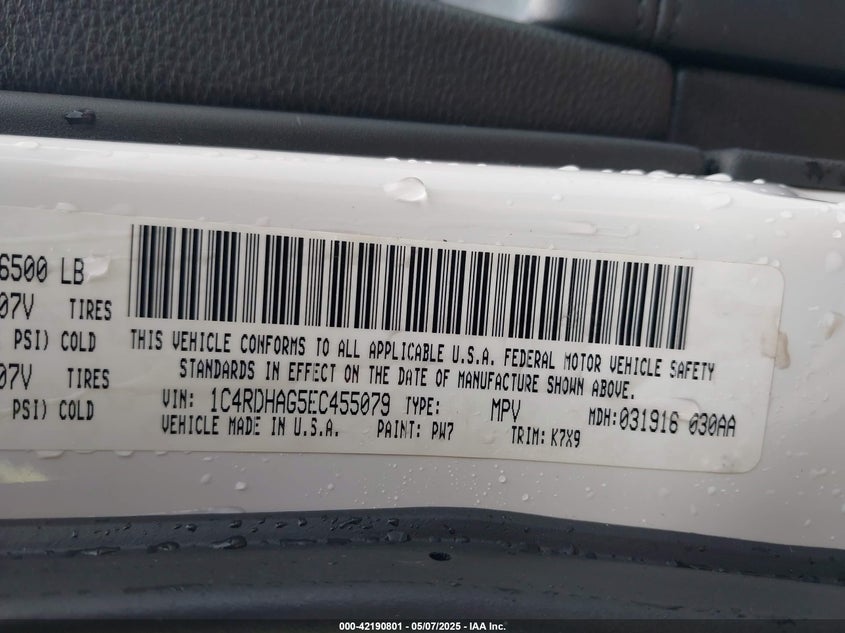 6500 LB
07V TIRES
PSI) COLD
07V TIRES
PSI) COLD
THIS VEHICLE CONFORMS TO ALL APPLICABLE U.S.A. FEDERAL MOTOR VEHICLE SAFETY
STANDARDS IN EFFECT ON THE DATE OF MANUFACTURE SHOWN ABOVE.
VIN: 1C4RDHAG5EC455079 TYPE: MPV MDH:031916 030AA
VEHICLE MADE IN U.S.A. PAINT: PW7 TRIM: K7X9
000-42190801 - 05/07/2025 - IAA Inc.